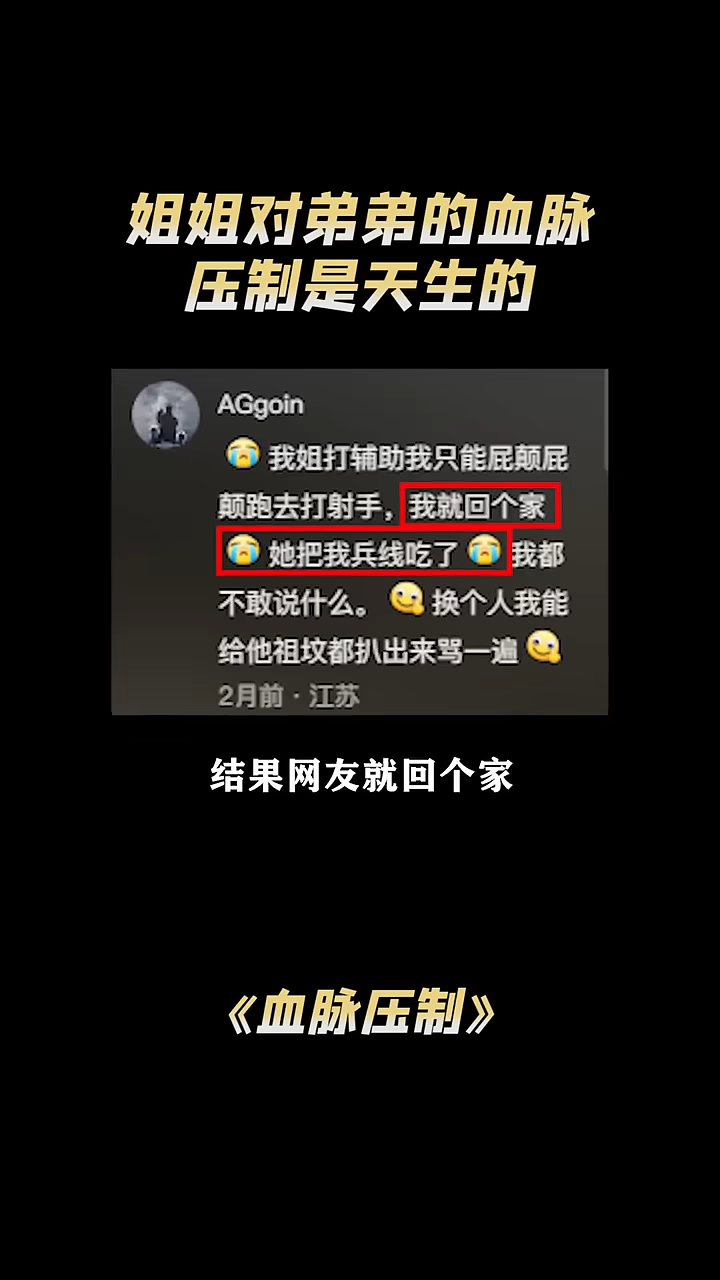 姐姐对弟弟的血脉
压制是天生的
AGgoin
😭我姐打辅助我只能屁颠屁
颠跑去打射手，我就回个家
😭她把我兵线吃了😭我都
不敢说什么。🫠换个人我能
给他祖坟都扒出来骂一遍🫠
2月前·江苏
结果网友就回个家
《血脉压制》